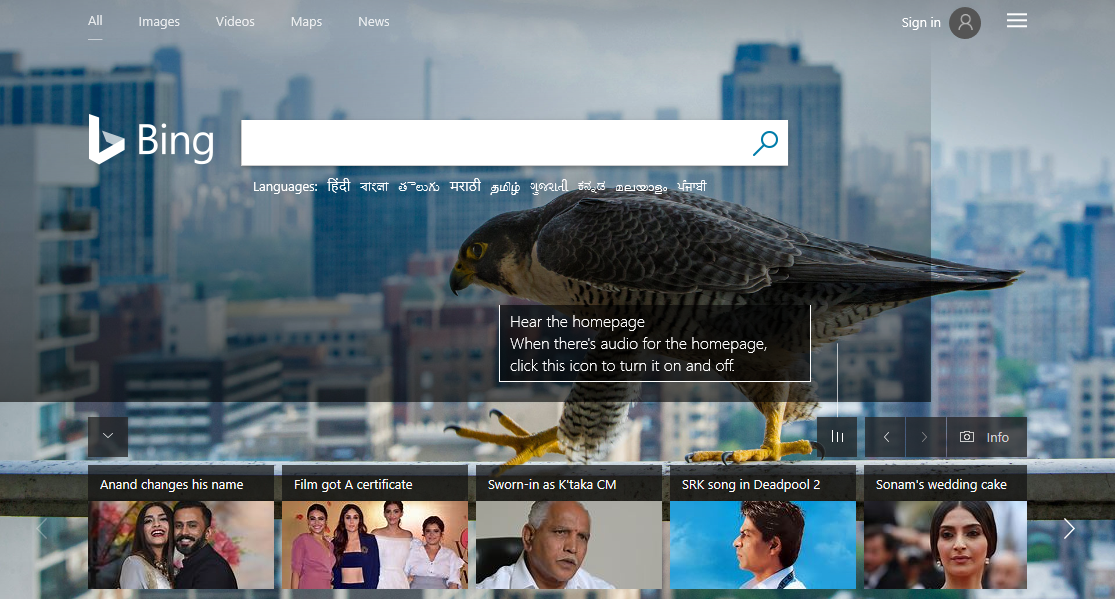 All Images Videos Maps News
Sign in
Bing
Languages: हिंदी বাংলা తెలుగు मराठी தமிழ் ગુજરાતી ಕನ್ನಡ മലയാളം ਪੰਜਾਬੀ
Hear the homepage
When there's audio for the homepage,
click this icon to turn it on and off.
Info
Anand changes his name
Film got A certificate
Sworn-in as K'taka CM
SRK song in Deadpool 2
Sonam's wedding cake